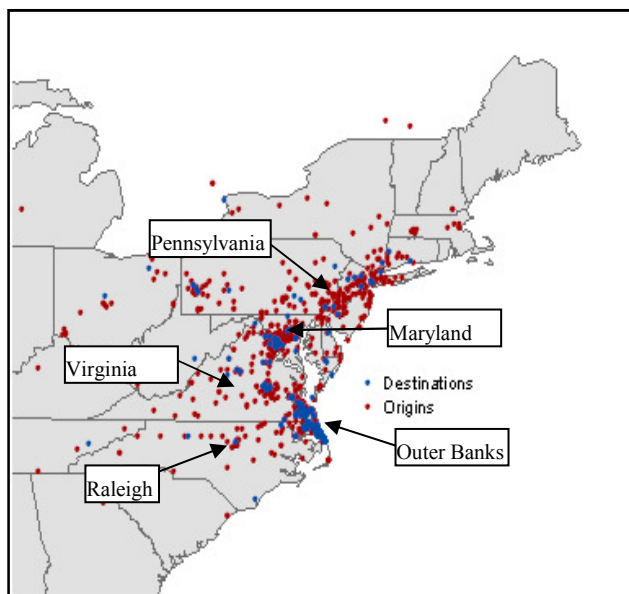 Pennsylvania
Maryland
Virginia
Destinations
Origins
Outer Banks
Raleigh